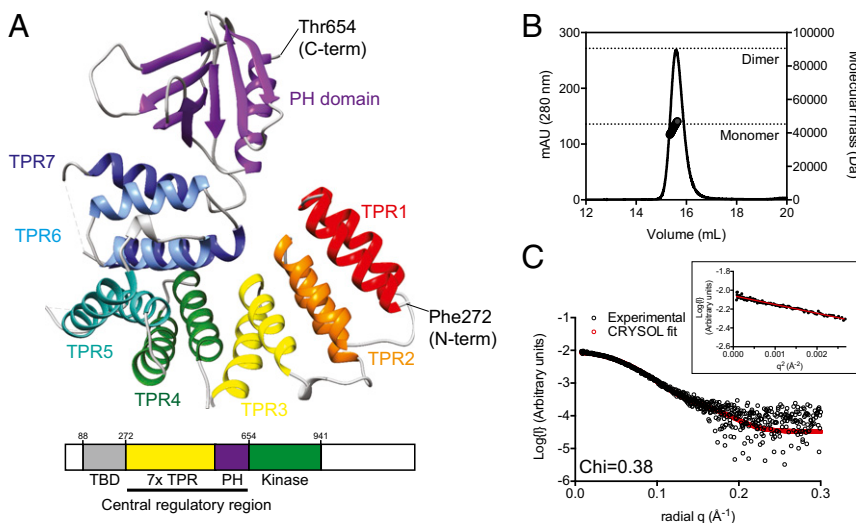 A
Thr654
(C-term)
PH domain
TPR7
TPR6
TPR1
Phe272
(N-term)
TPR5
TPR2
TPR4
TPR3
88
272
654
941
TBD
7x TPR
PH
Kinase
Central regulatory region
B
300
200
100
0
mAU (280 nm)
100000
80000
60000
40000
20000
0
Molecular mass (Da)
Dimer
Monomer
12
14
16
18
20
Volume (mL)
C
Experimental
CRYSOL fit
-1
-2
-3
-4
-5
-6
Log{I} (Arbitrary units)
Chi=0.38
0.0
0.1
0.2
0.3
radial q (Å⁻¹)
Log{I}
(Arbitrary units)
-1.8
-2.0
-2.2
-2.4
-2.6
0.000
0.001
0.002
q² (A⁻²)